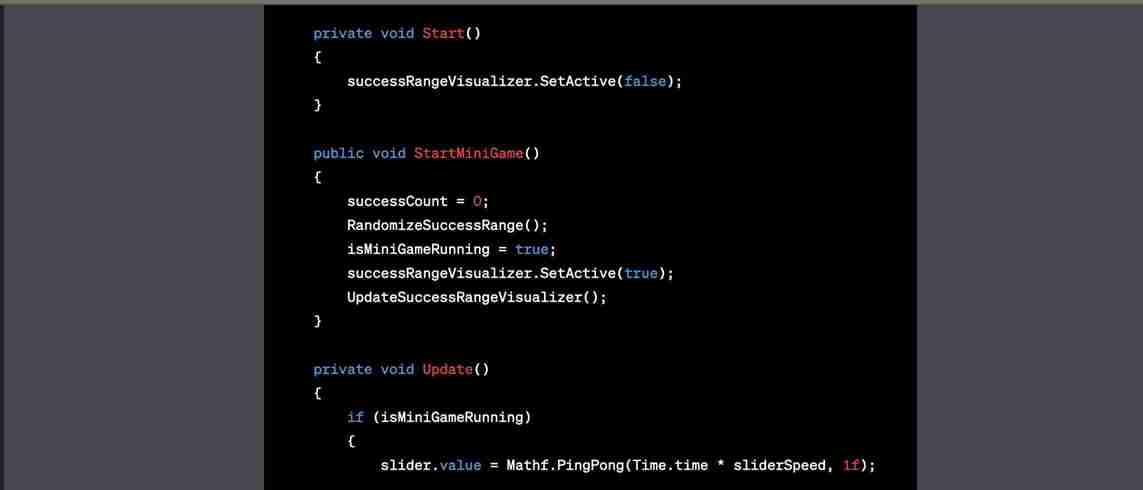 private void Start()
{
successRangeVisualizer.SetActive(false);
}
public void StartMiniGame()
{
successCount = 0;
RandomizeSuccessRange();
isMiniGameRunning = true;
successRangeVisualizer.SetActive(true);
UpdateSuccessRangeVisualizer();
}
private void Update()
{
if (isMiniGameRunning)
{
slider.value = Mathf.PingPong(Time.time * sliderSpeed, 1f);